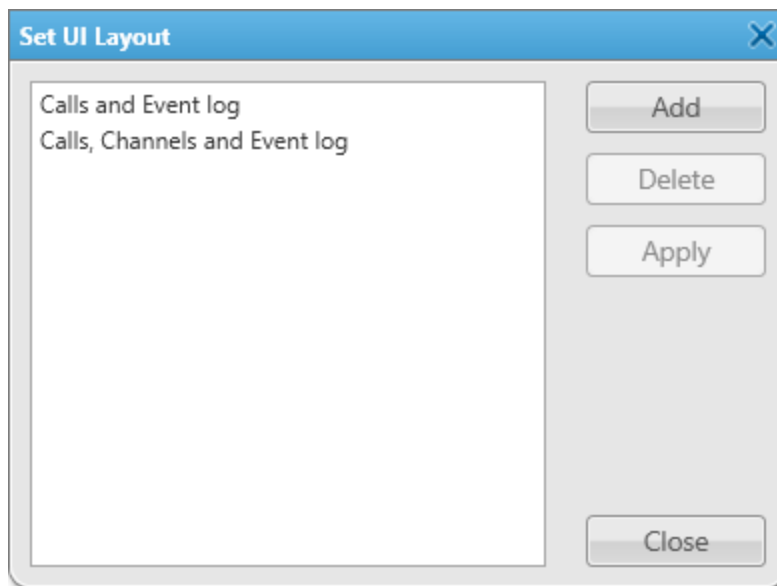 Set UI Layout
Calls and Event log
Calls, Channels and Event log
Add
Delete
Apply
Close